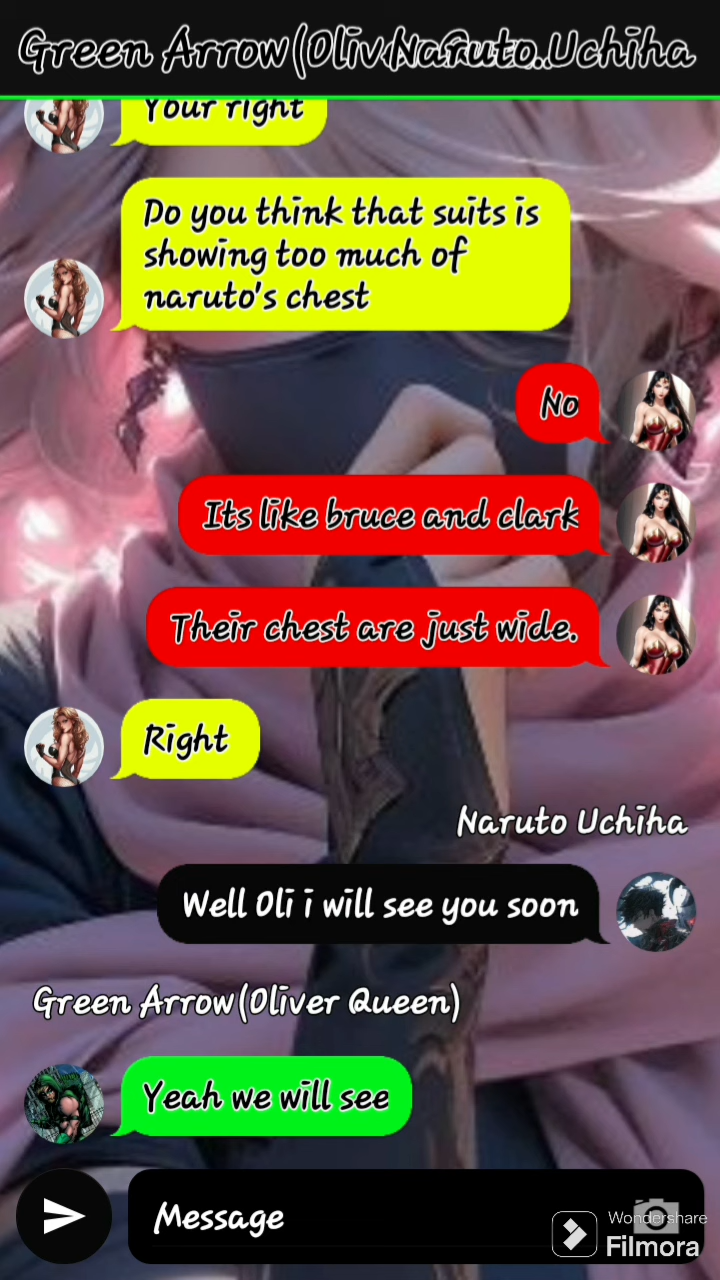 Green Arrow(Oliv Naruto Uchiha
Your right
Do you think that suits is
showing too much of
naruto's chest
No
Its like bruce and clark
Their chest are just wide.
Right
Naruto Uchiha
Well Oli i will see you soon
Green Arrow(Oliver Queen)
Yeah we will see
Message
Wondershare
Filmora